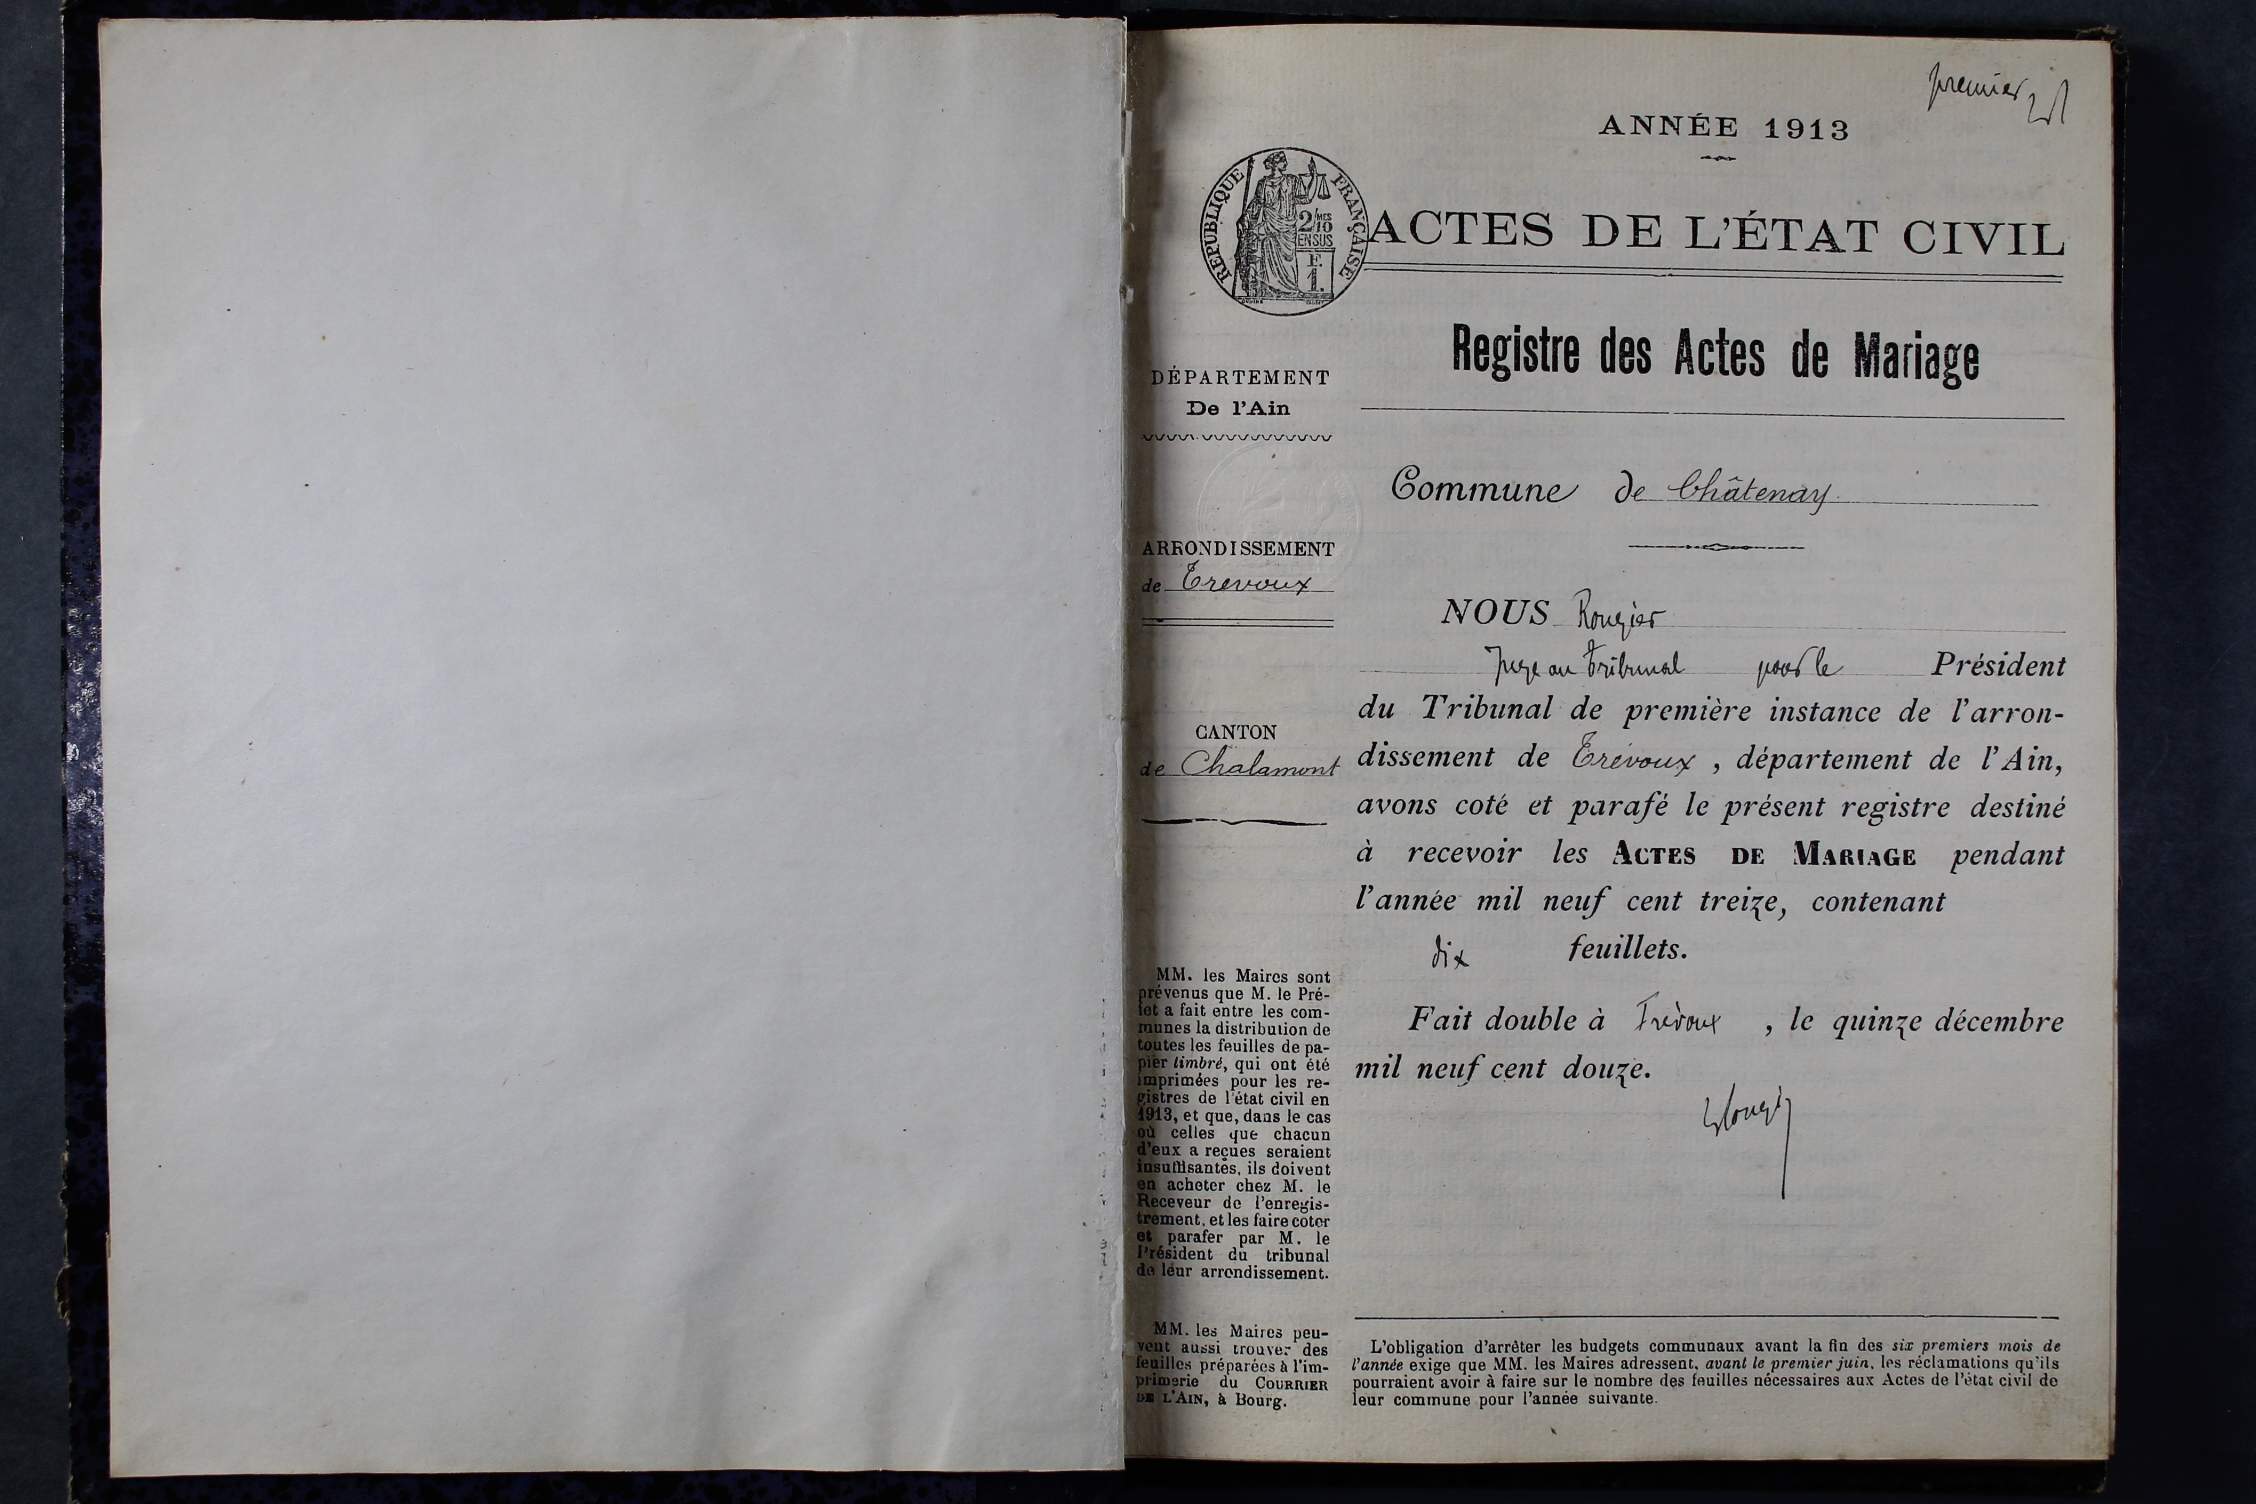 premier
ANNÉE 1913
RÉPUBLIQUE FRANÇAISE
2/MES
10
EN SUS
F.
1.
ACTES DE L'ÉTAT CIVIL
Registre des Actes de Mariage
DÉPARTEMENT
De l'Ain
Commune de Châtenay
ARRONDISSEMENT
de Trévoux
CANTON
de Chalamont
NOUS Rougier
Juge au Tribunal pour le Président
du Tribunal de première instance de l'arron-
dissement de Trévoux, département de l'Ain,
avons coté et parafé le présent registre destiné
à recevoir les ACTES DE MARIAGE pendant
l'année mil neuf cent treize, contenant
dix feuillets.
Fait double à Trévoux, le quinze décembre
mil neuf cent douze.
Rougier
MM. les Maires sont
prévenus que M. le Pré-
fet a fait entre les com-
munes la distribution de
toutes les feuilles de pa-
pier timbré, qui ont été
imprimées pour les re-
gistres de l'état civil en
1913, et que, dans le cas
où celles que chacun
d'eux a reçues seraient
insuffisantes, ils doivent
en acheter chez M. le
Receveur de l'enregis-
trement, et les faire coter
et parafer par M. le
Président du tribunal
de leur arrondissement.
MM. les Maires peu-
vent aussi trouver des
feuilles préparées à l'im-
primerie du COURRIER
DE L'AIN, à Bourg.
L'obligation d'arrêter les budgets communaux avant la fin des six premiers mois de
l'année exige que MM. les Maires adressent, avant le premier juin, les réclamations qu'ils
pourraient avoir à faire sur le nombre des feuilles nécessaires aux Actes de l'état civil de
leur commune pour l'année suivante.